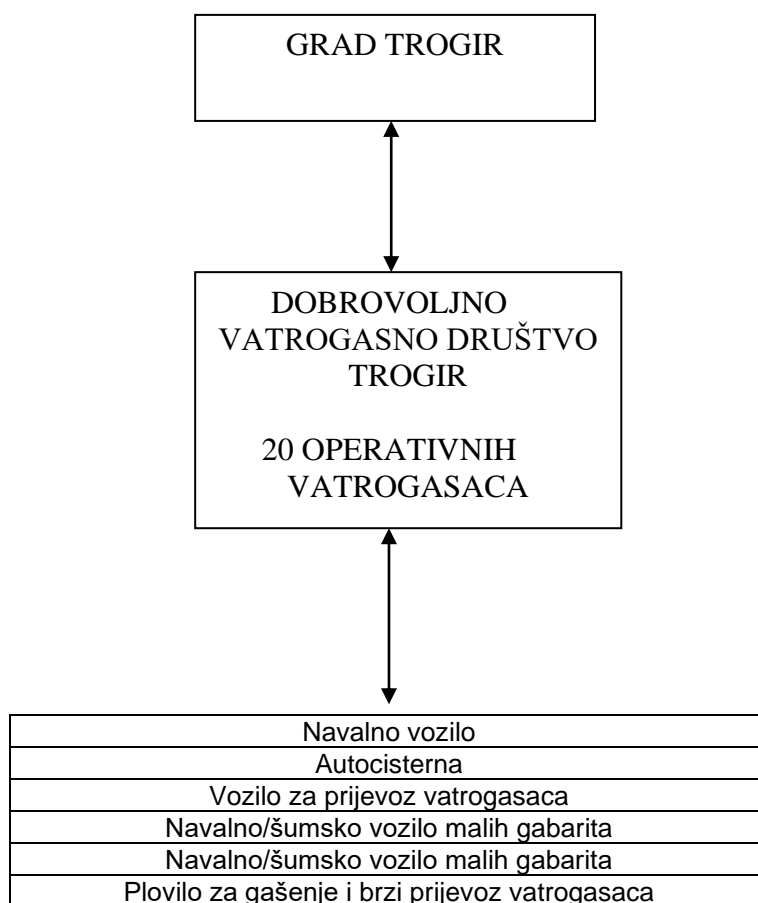 GRAD TROGIR
DOBROVOLJNO
VATROGASNO DRUŠTVO
TROGIR
20 OPERATIVNIH
VATROGASACA
Navalno vozilo
Autocisterna
Vozilo za prijevoz vatrogasaca
Navalno/šumsko vozilo malih gabarita
Navalno/šumsko vozilo malih gabarita
Plovilo za gašenje i brzi prijevoz vatrogasaca